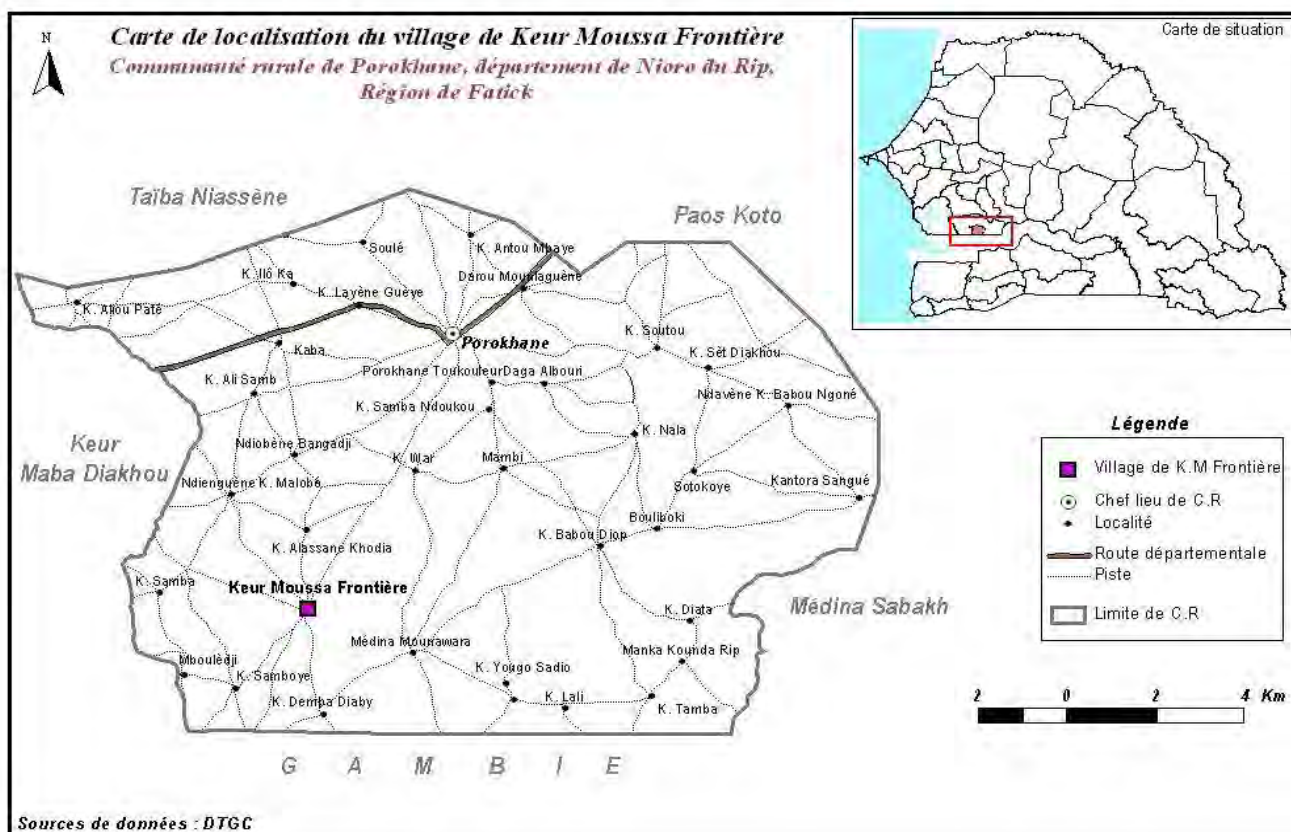 N
Carte de localisation du village de Keur Moussa Frontière
Communauté rurale de Porokhane, département de Nioro du Rip,
Région de Fatick
Carte de situation
Taïba Niassène
Paos Koto
Soulé
K. Antou Mbaye
K. Ilô Ka
Darou Mounlaguène
K. Layène Guèye
K. Allou Paté
K. Soutou
Kaba
Porokhane
K. Sët Diakhou
K. Ali Samb
Porokhane Toukouleur
Daga Albouri
Ndavène
K. Babou Ngoné
K. Samba Ndoukou
Keur
Maba Diakhou
Ndiobène Bangadji
K. Nala
K. War
Mambi
Ndienguène
K. Malobé
Sotokoye
Kantora Sangué
Bouliboki
K. Alassane Khodia
K. Babou Diop
K. Samba
Keur Moussa Frontière
K. Diata
Médina Sabakh
Médina Mounawara
Manka Kounda Rip
Mboulèdji
K. Samboye
K. Yougo Sadio
K. Demba Diaby
K. Lali
K. Tamba
G A M B I E
Légende
Village de K.M Frontière
Chef lieu de C.R
Localité
Route départementale
Piste
Limite de C.R
2 0 2 4 Km
Sources de données : DTGC